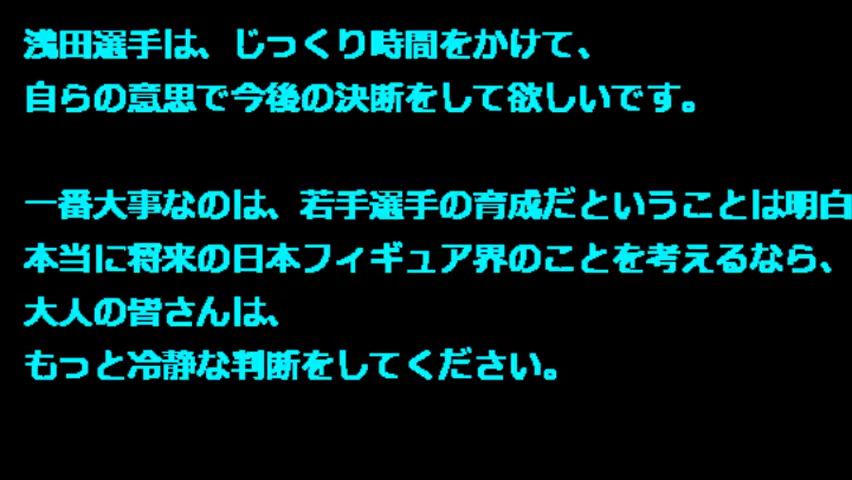 浅田選手は、じっくり時間をかけて、
自らの意思で今後の決断をして欲しいです。
一番大事なのは、若手選手の育成だということは明白
本当に将来の日本フィギュア界のことを考えるなら、
大人の皆さんは、
もっと冷静な判断をしてください。